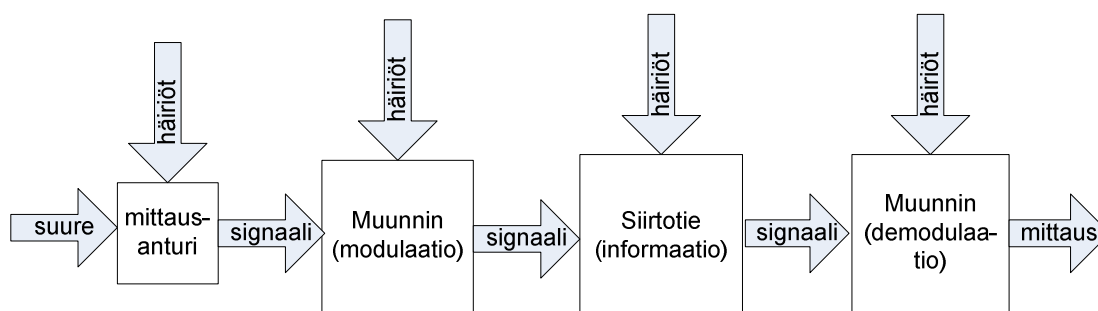 häiriöt
häiriöt
häiriöt
häiriöt
suure
mittaus-
anturi
signaali
Muunnin
(modulaatio)
signaali
Siirtotie
(informaatio)
signaali
Muunnin
(demodulaa-
tio)
mittaus